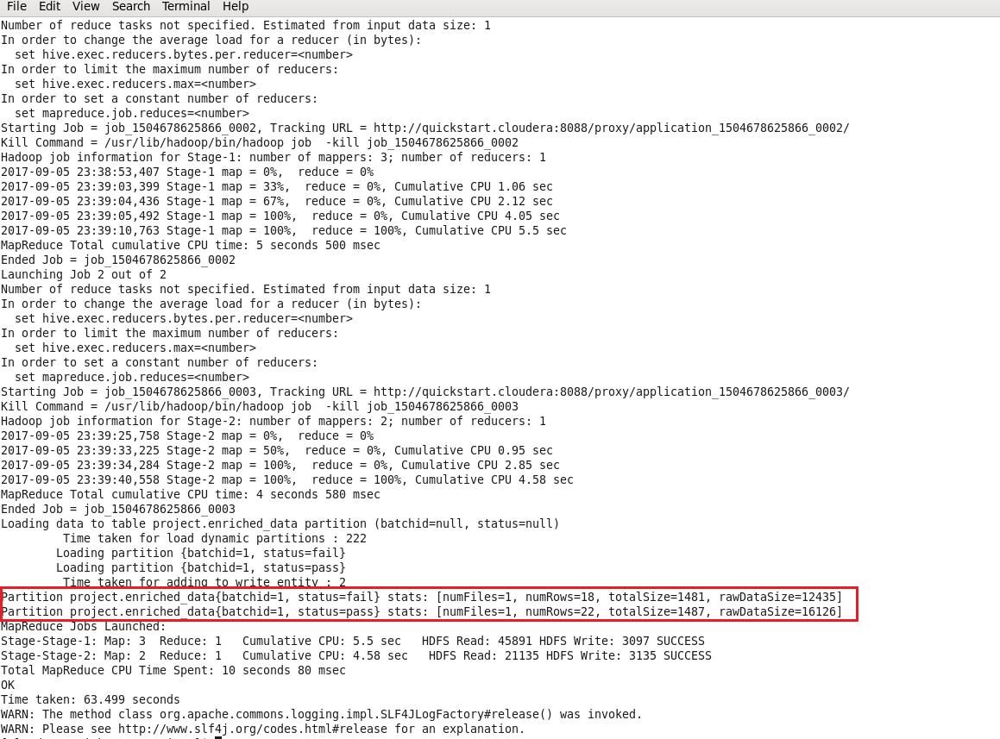 File Edit View Search Terminal Help
Number of reduce tasks not specified. Estimated from input data size: 1
In order to change the average load for a reducer (in bytes):
  set hive.exec.reducers.bytes.per.reducer=<number>
In order to limit the maximum number of reducers:
  set hive.exec.reducers.max=<number>
In order to set a constant number of reducers:
  set mapreduce.job.reduces=<number>
Starting Job = job_1504678625866_0002, Tracking URL = http://quickstart.cloudera:8088/proxy/application_1504678625866_0002/
Kill Command = /usr/lib/hadoop/bin/hadoop job  -kill job_1504678625866_0002
Hadoop job information for Stage-1: number of mappers: 3; number of reducers: 1
2017-09-05 23:38:53,407 Stage-1 map = 0%,  reduce = 0%
2017-09-05 23:39:03,399 Stage-1 map = 33%,  reduce = 0%, Cumulative CPU 1.06 sec
2017-09-05 23:39:04,436 Stage-1 map = 67%,  reduce = 0%, Cumulative CPU 2.12 sec
2017-09-05 23:39:05,492 Stage-1 map = 100%,  reduce = 0%, Cumulative CPU 4.05 sec
2017-09-05 23:39:10,763 Stage-1 map = 100%,  reduce = 100%, Cumulative CPU 5.5 sec
MapReduce Total cumulative CPU time: 5 seconds 500 msec
Ended Job = job_1504678625866_0002
Launching Job 2 out of 2
Number of reduce tasks not specified. Estimated from input data size: 1
In order to change the average load for a reducer (in bytes):
  set hive.exec.reducers.bytes.per.reducer=<number>
In order to limit the maximum number of reducers:
  set hive.exec.reducers.max=<number>
In order to set a constant number of reducers:
  set mapreduce.job.reduces=<number>
Starting Job = job_1504678625866_0003, Tracking URL = http://quickstart.cloudera:8088/proxy/application_1504678625866_0003/
Kill Command = /usr/lib/hadoop/bin/hadoop job  -kill job_1504678625866_0003
Hadoop job information for Stage-2: number of mappers: 2; number of reducers: 1
2017-09-05 23:39:25,758 Stage-2 map = 0%,  reduce = 0%
2017-09-05 23:39:33,225 Stage-2 map = 50%,  reduce = 0%, Cumulative CPU 0.95 sec
2017-09-05 23:39:34,284 Stage-2 map = 100%,  reduce = 0%, Cumulative CPU 2.85 sec
2017-09-05 23:39:40,558 Stage-2 map = 100%,  reduce = 100%, Cumulative CPU 4.58 sec
MapReduce Total cumulative CPU time: 4 seconds 580 msec
Ended Job = job_1504678625866_0003
Loading data to table project.enriched_data partition (batchid=null, status=null)
         Time taken for load dynamic partitions : 222
        Loading partition {batchid=1, status=fail}
        Loading partition {batchid=1, status=pass}
         Time taken for adding to write entity : 2
Partition project.enriched_data{batchid=1, status=fail} stats: [numFiles=1, numRows=18, totalSize=1481, rawDataSize=12435]
Partition project.enriched_data{batchid=1, status=pass} stats: [numFiles=1, numRows=22, totalSize=1487, rawDataSize=16126]
MapReduce Jobs Launched:
Stage-Stage-1: Map: 3  Reduce: 1   Cumulative CPU: 5.5 sec   HDFS Read: 45891 HDFS Write: 3097 SUCCESS
Stage-Stage-2: Map: 2  Reduce: 1   Cumulative CPU: 4.58 sec   HDFS Read: 21135 HDFS Write: 3135 SUCCESS
Total MapReduce CPU Time Spent: 10 seconds 80 msec
OK
Time taken: 63.499 seconds
WARN: The method class org.apache.commons.logging.impl.SLF4JLogFactory#release() was invoked.
WARN: Please see http://www.slf4j.org/codes.html#release for an explanation.